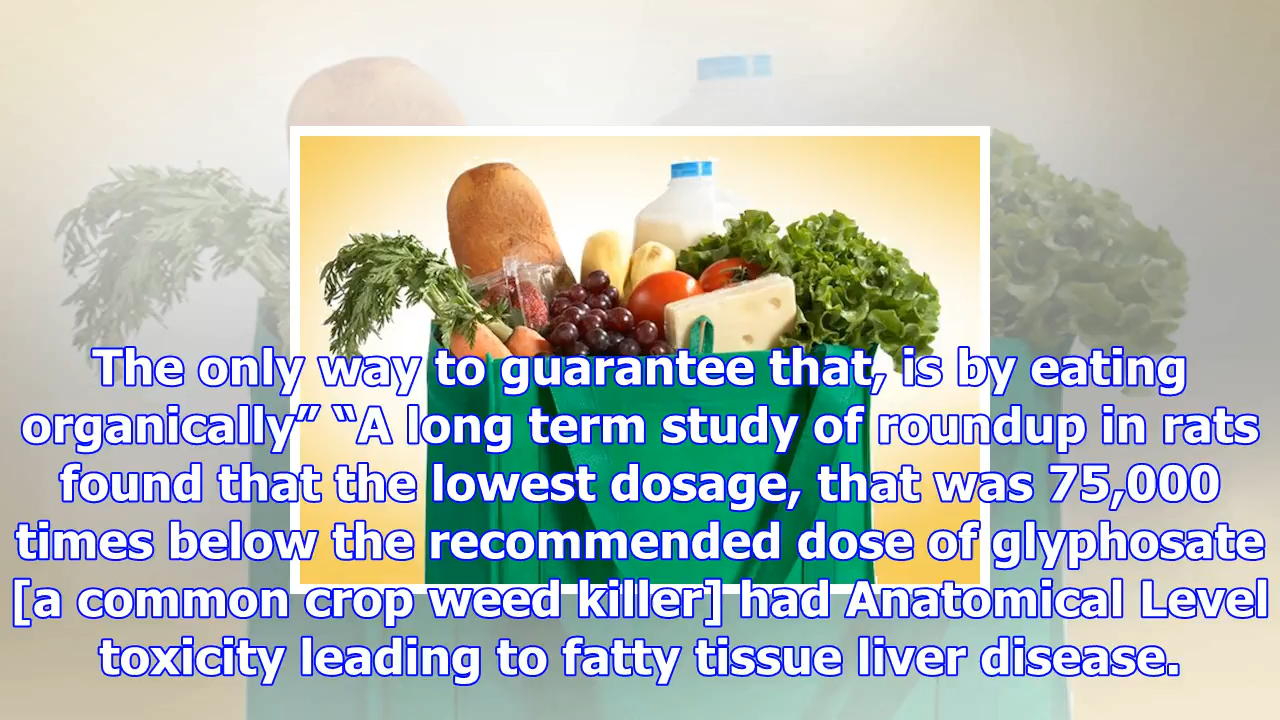 The only way to guarantee that, is by eating
organically” “A long term study of roundup in rats
found that the lowest dosage, that was 75,000
times below the recommended dose of glyphosate
[a common crop weed killer] had Anatomical Level
toxicity leading to fatty tissue liver disease.